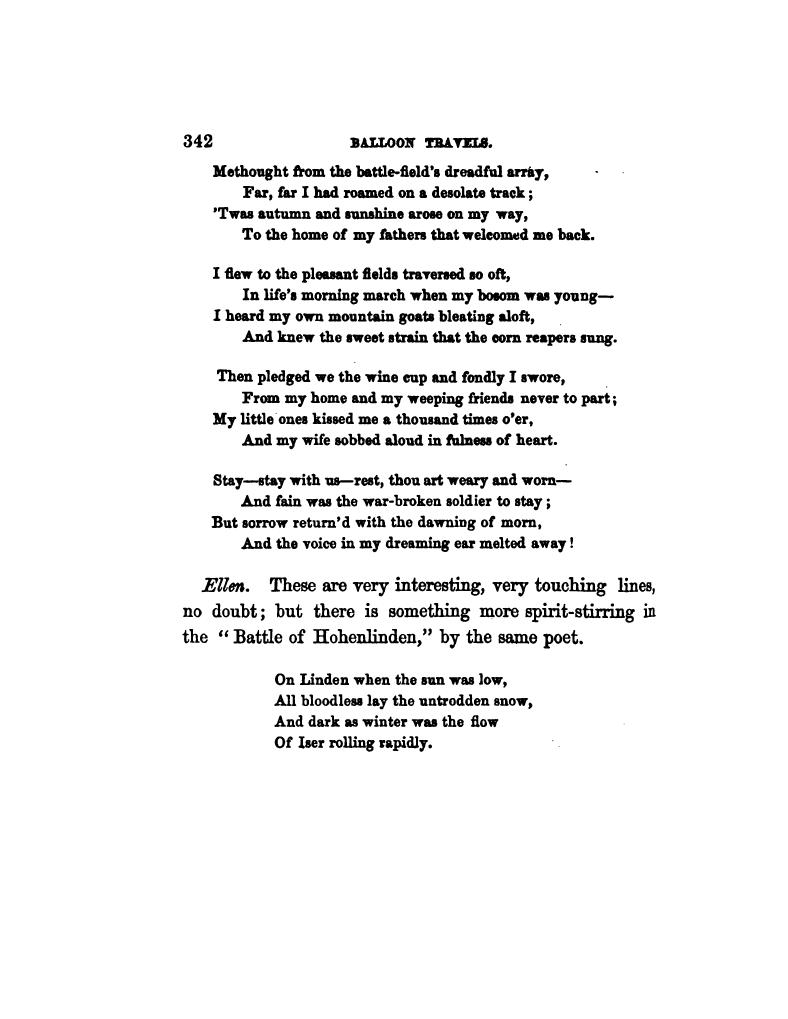 342 BALLOON TRAVELS.
Methought from the battle-field's dreadful array,
Far, far I had roamed on a desolate track;
'Twas autumn and sunshine arose on my way,
To the home of my fathers that welcomed me back.
I flew to the pleasant fields traversed so oft,
In life's morning march when my bosom was young—
I heard my own mountain goats bleating aloft,
And knew the sweet strain that the corn reapers sung.
Then pledged we the wine cup and fondly I swore,
From my home and my weeping friends never to part;
My little ones kissed me a thousand times o'er,
And my wife sobbed aloud in fulness of heart.
Stay—stay with us—rest, thou art weary and worn—
And fain was the war-broken soldier to stay;
But sorrow return'd with the dawning of morn,
And the voice in my dreaming ear melted away!
Ellen. These are very interesting, very touching lines,
no doubt; but there is something more spirit-stirring in
the "Battle of Hohenlinden," by the same poet.
On Linden when the sun was low,
All bloodless lay the untrodden snow,
And dark as winter was the flow
Of Iser rolling rapidly.